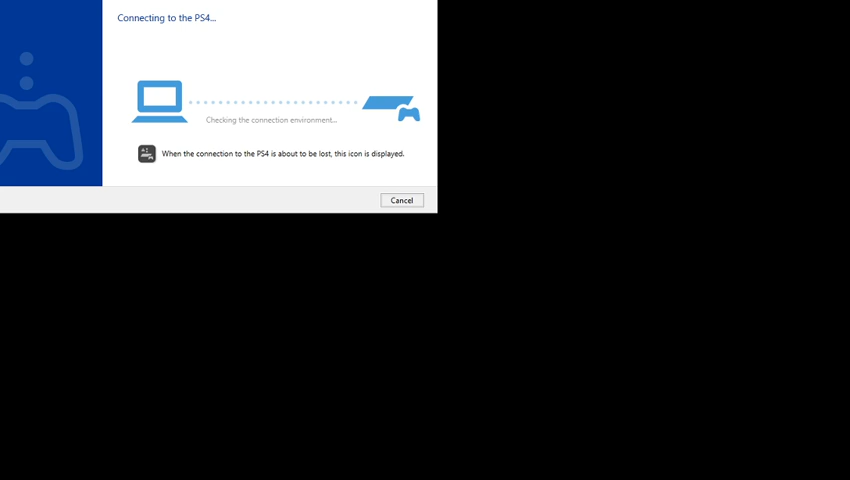 Connecting to the PS4...
Checking the connection environment...
When the connection to the PS4 is about to be lost, this icon is displayed.
Cancel